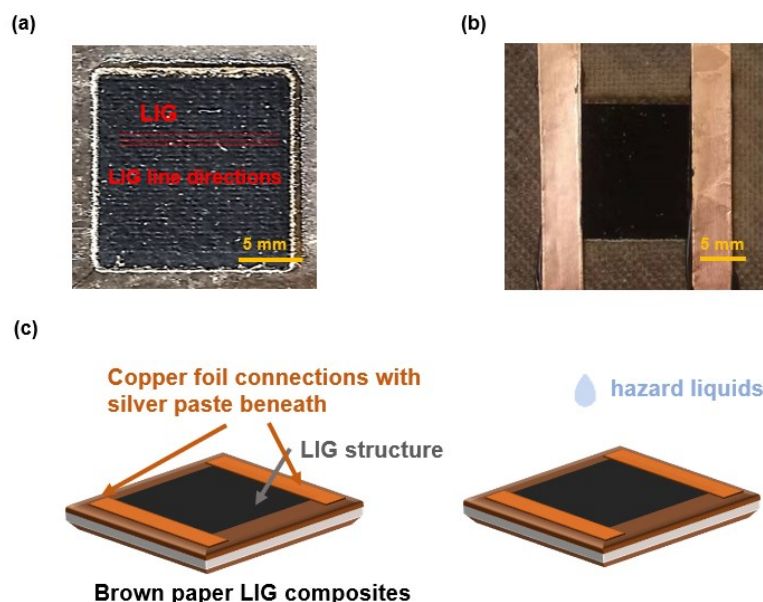 (a)
LIG
LIG line directions
5 mm
(b)
5 mm
(c)
Copper foil connections with
silver paste beneath
LIG structure
Brown paper LIG composites
hazard liquids